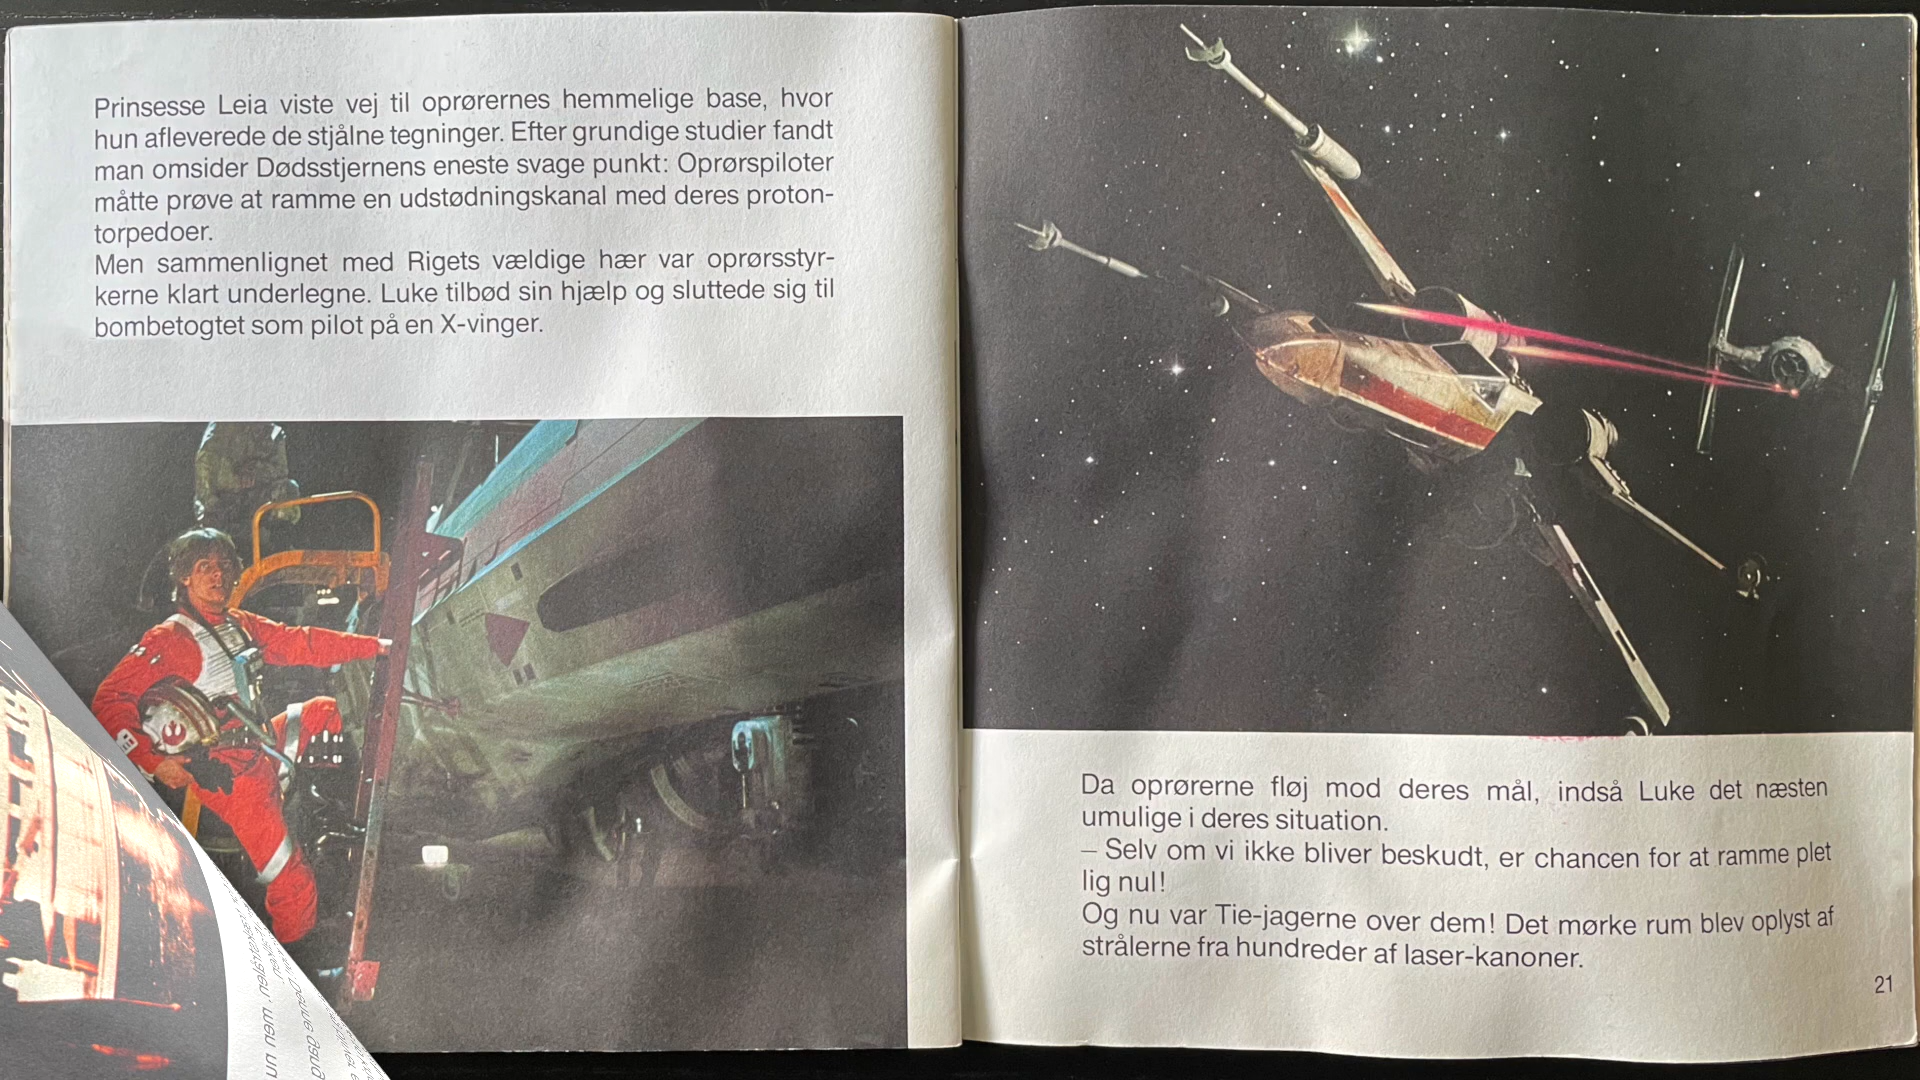 Prinsesse Leia viste vej til oprørernes hemmelige base, hvor
hun afleverede de stjålne tegninger. Efter grundige studier fandt
man omsider Dødsstjernens eneste svage punkt: Oprørspiloter
måtte prøve at ramme en udstødningskanal med deres proton-
torpedoer.
Men sammenlignet med Rigets vældige hær var oprørsstyr-
kerne klart underlegne. Luke tilbød sin hjælp og sluttede sig til
bombetogtet som pilot på en X-vinger.
Da oprørerne fløj mod deres mål, indså Luke det næsten
umulige i deres situation.
– Selv om vi ikke bliver beskudt, er chancen for at ramme plet
lig nul!
Og nu var Tie-jagerne over dem! Det mørke rum blev oplyst af
strålerne fra hundreder af laser-kanoner.
21